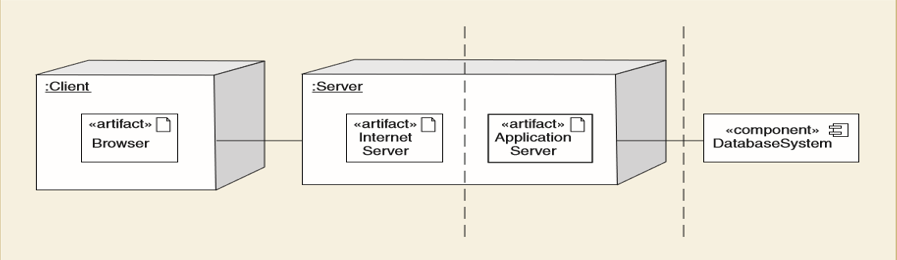 :Client
«artifact»
Browser
:Server
«artifact»
Internet
Server
«artifact»
Application
Server
«component»
DatabaseSystem